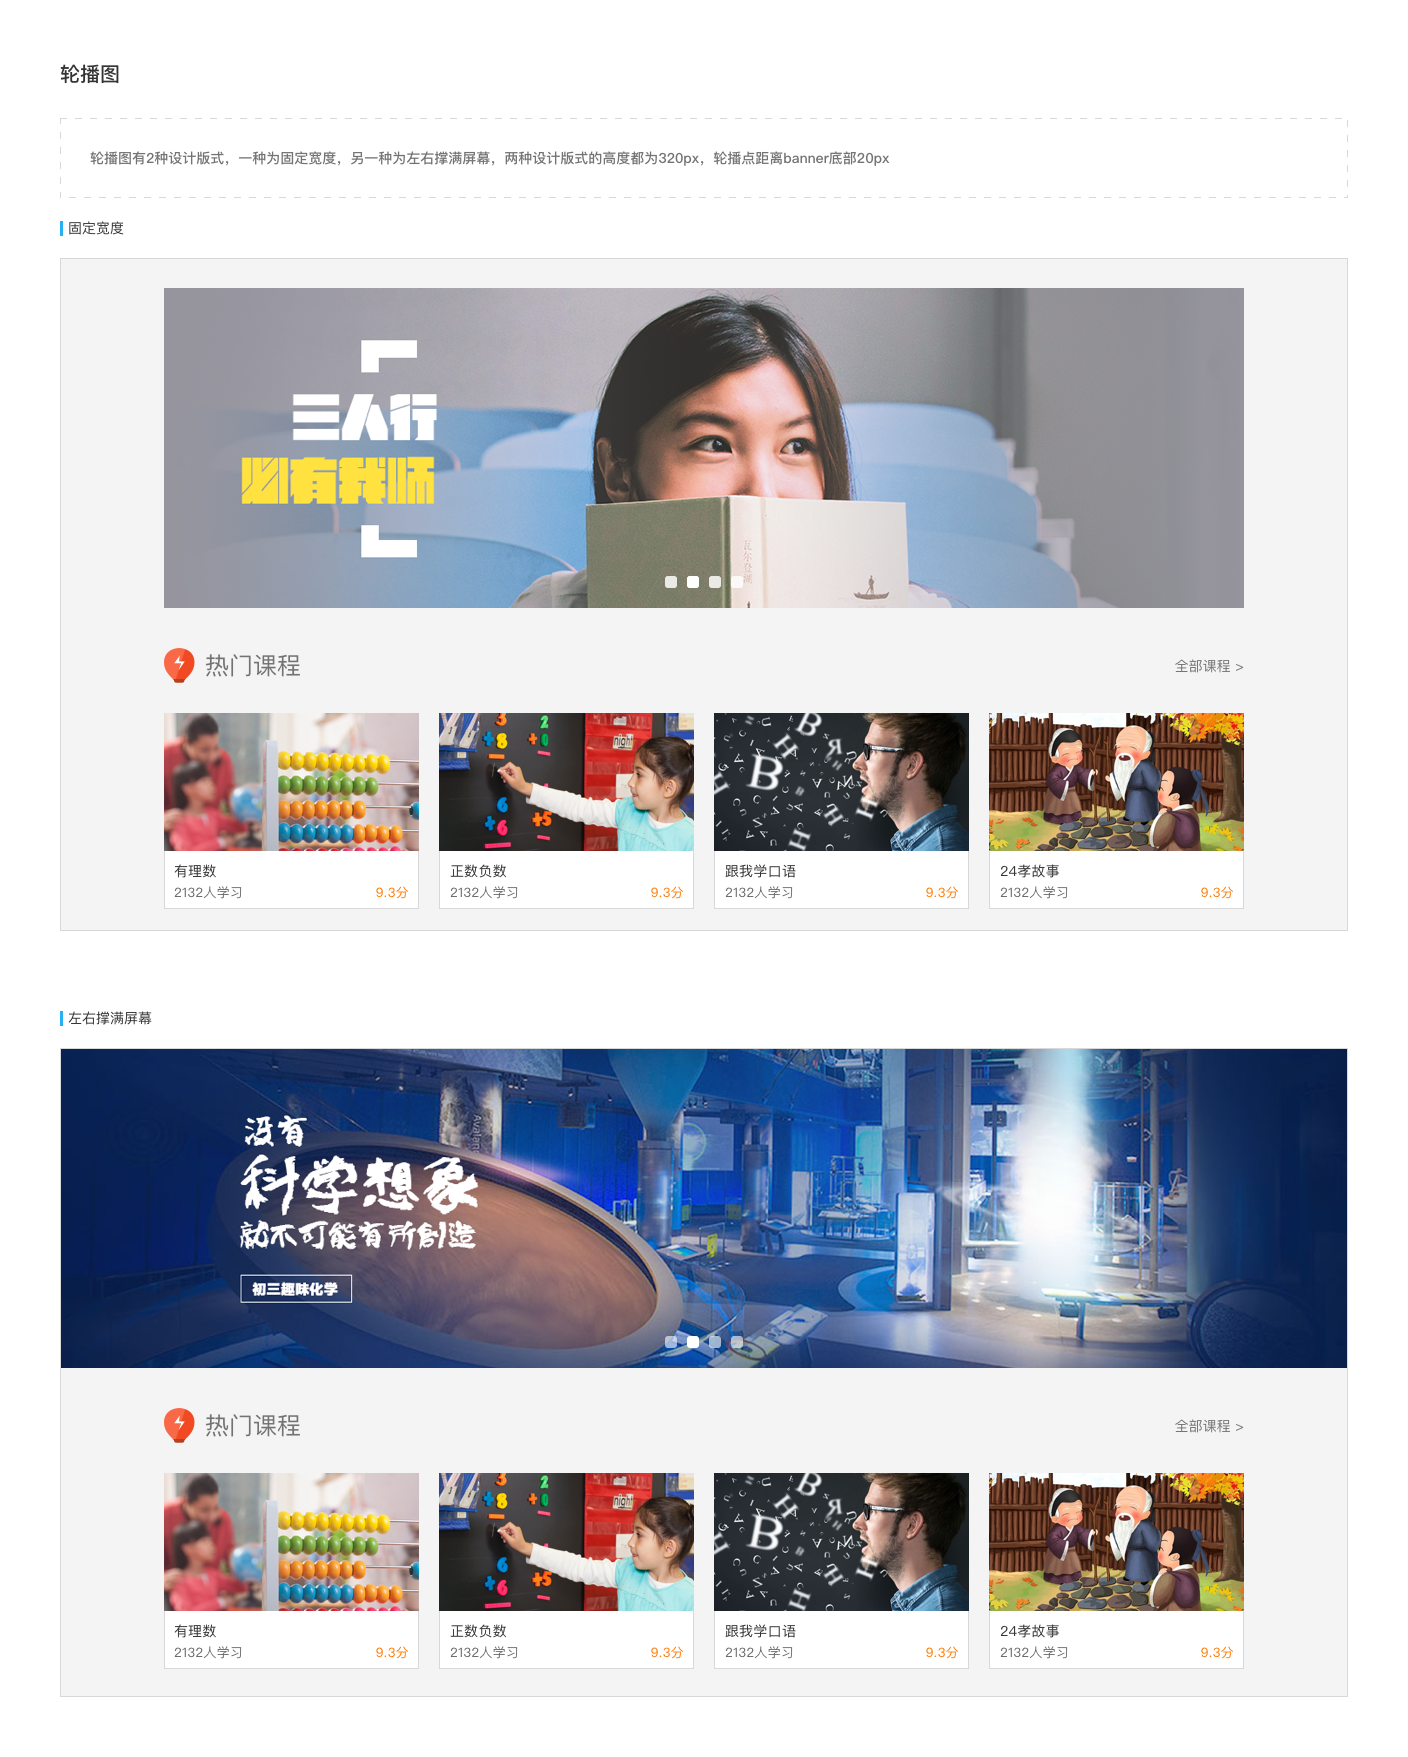 轮播图
轮播图有2种设计版式，一种为固定宽度，另一种为左右撑满屏幕，两种设计版式的高度都为320px，轮播点距离banner底部20px
固定宽度
三人行
必有我师
瓦尔登湖
热门课程
全部课程 >
night
有理数
2132人学习
9.3分
正数负数
2132人学习
9.3分
跟我学口语
2132人学习
9.3分
24孝故事
2132人学习
9.3分
左右撑满屏幕
没有
科学想象
就不可能有所創造
初三趣味化学
热门课程
全部课程 >
night
有理数
2132人学习
9.3分
正数负数
2132人学习
9.3分
跟我学口语
2132人学习
9.3分
24孝故事
2132人学习
9.3分